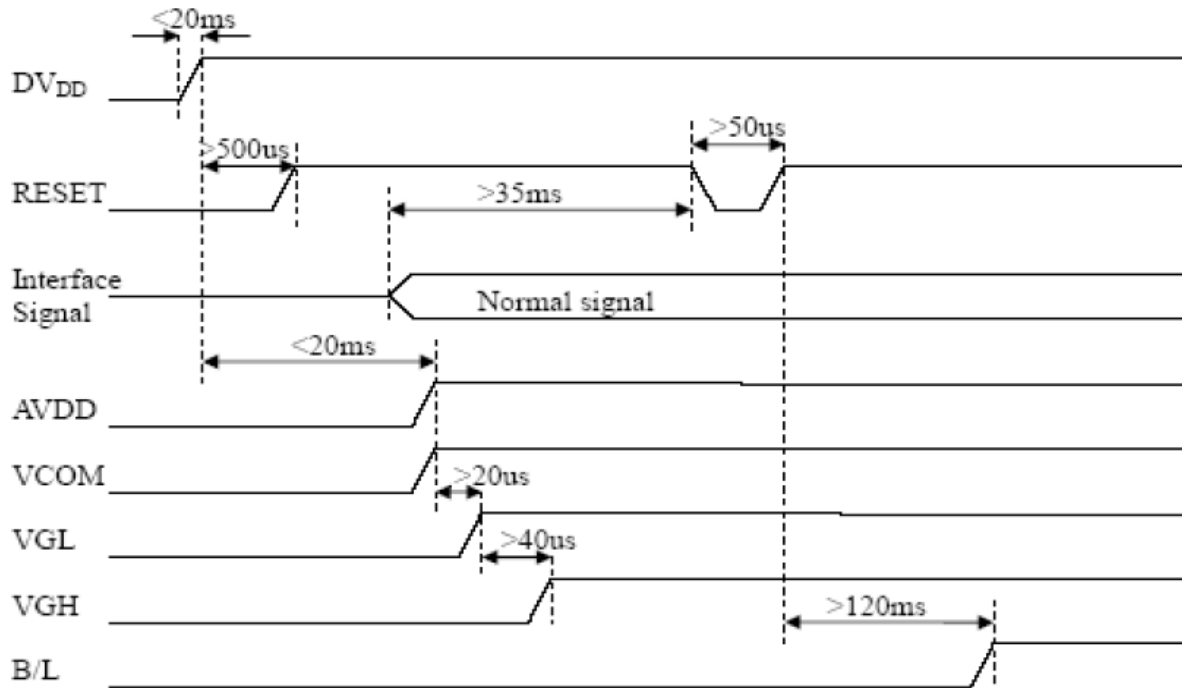 <20ms
DVDD
>50us
>500us
RESET
>35ms
Interface
Signal
Normal signal
<20ms
AVDD
VCOM
>20us
VGL
>40us
VGH
>120ms
B/L